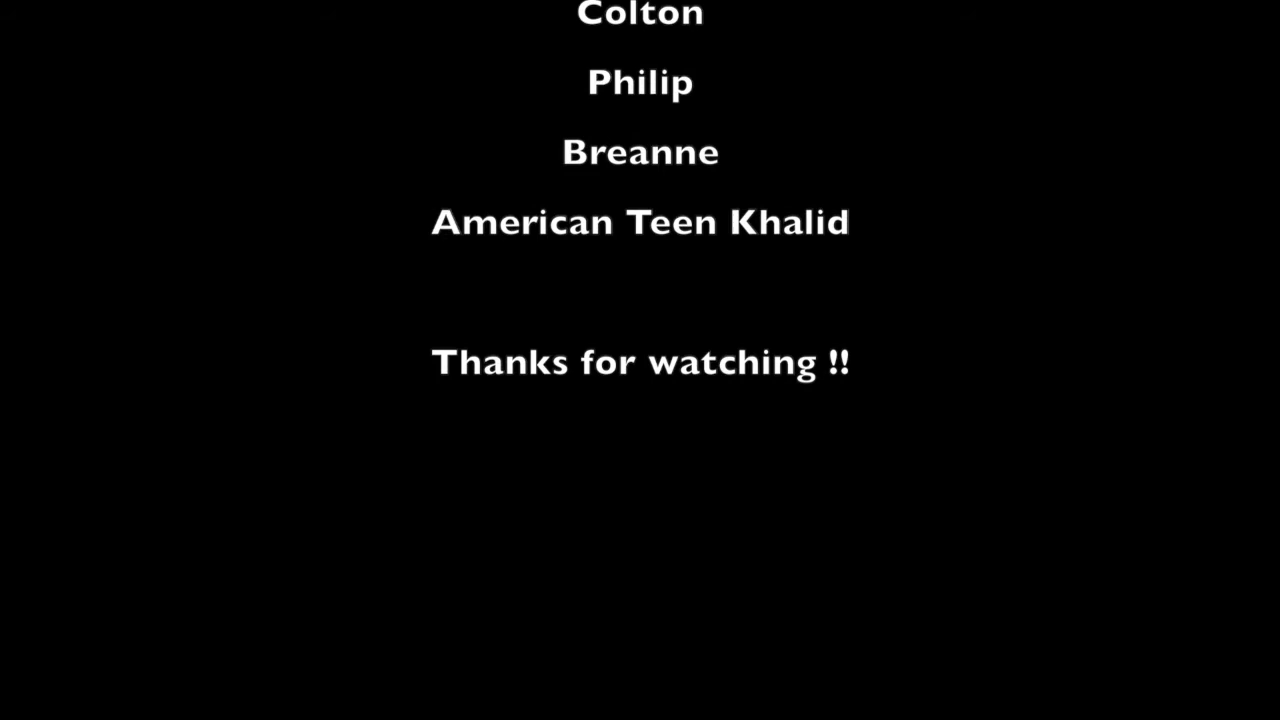 Colton
Philip
Breanne
American Teen Khalid
Thanks for watching !!